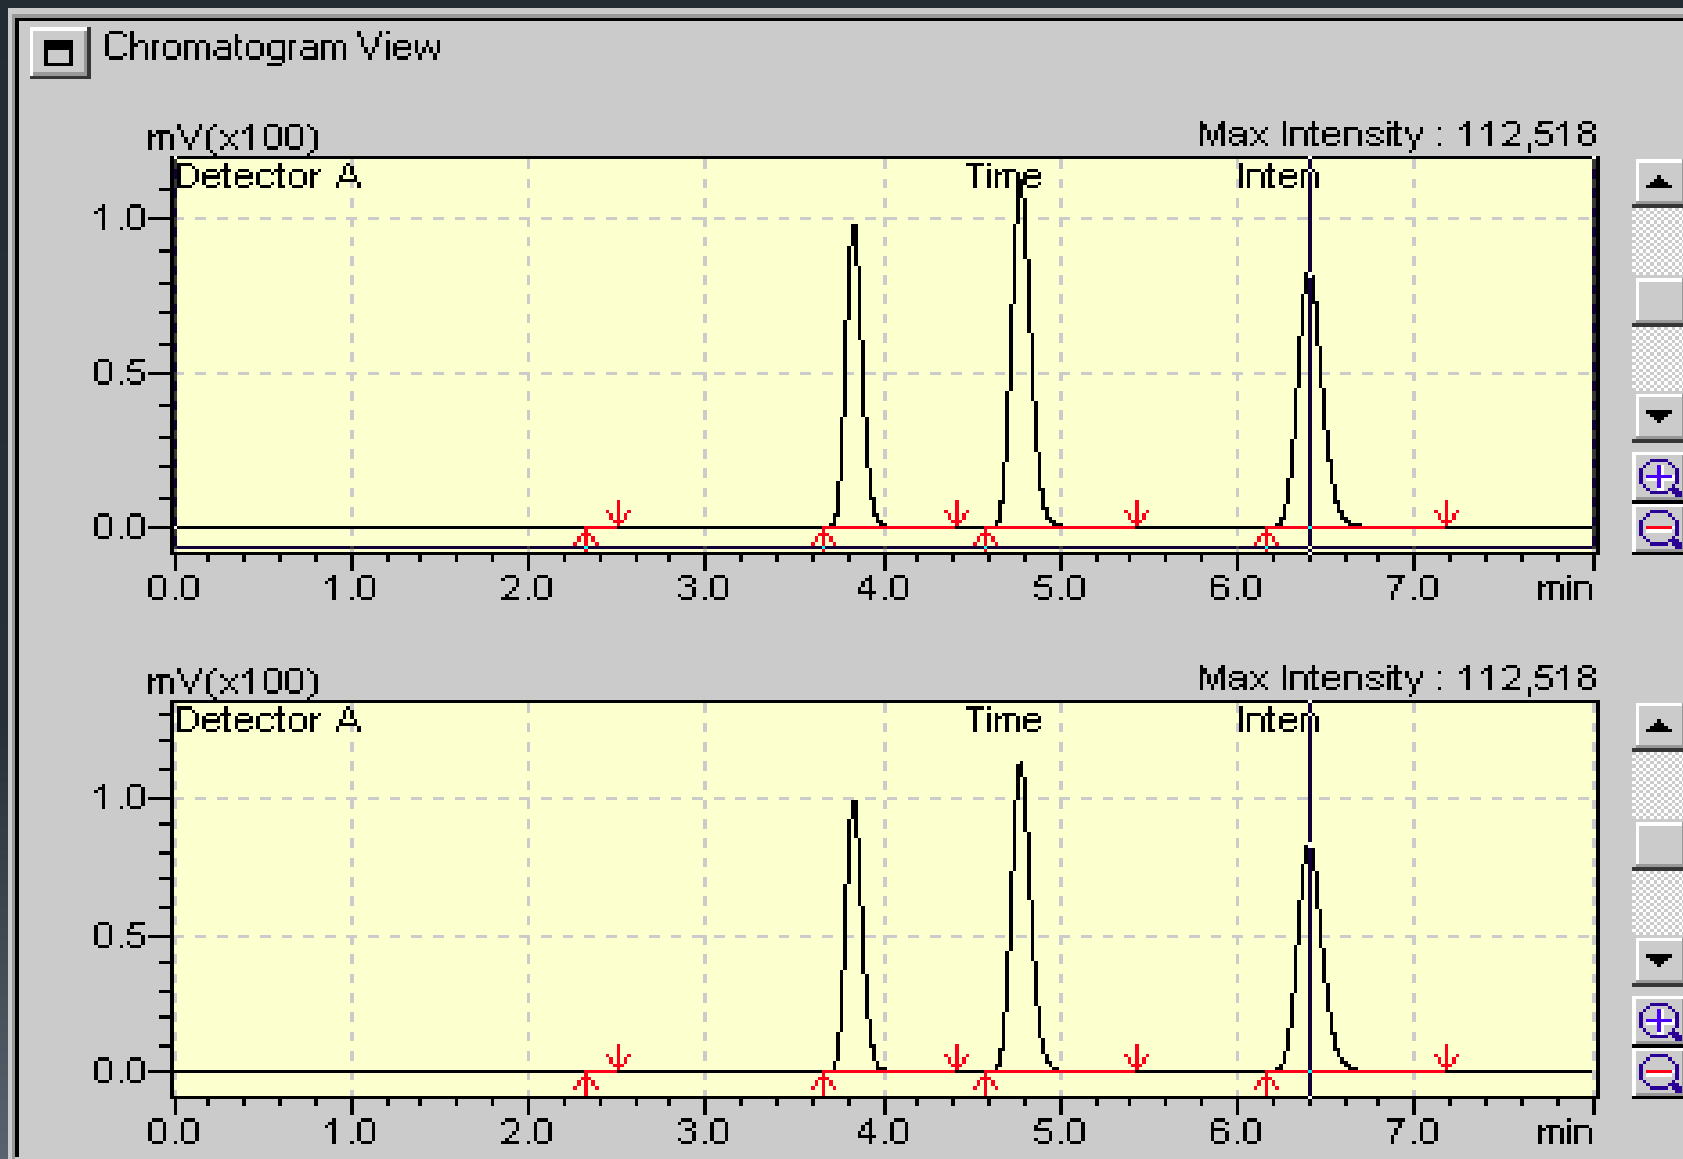 Chromatogram View
mV(x100)
Max Intensity : 112,518
Detector A Time Inten
1.0
0.5
0.0
0.0 1.0 2.0 3.0 4.0 5.0 6.0 7.0 min
mV(x100)
Max Intensity : 112,518
Detector A Time Inten
1.0
0.5
0.0
0.0 1.0 2.0 3.0 4.0 5.0 6.0 7.0 min